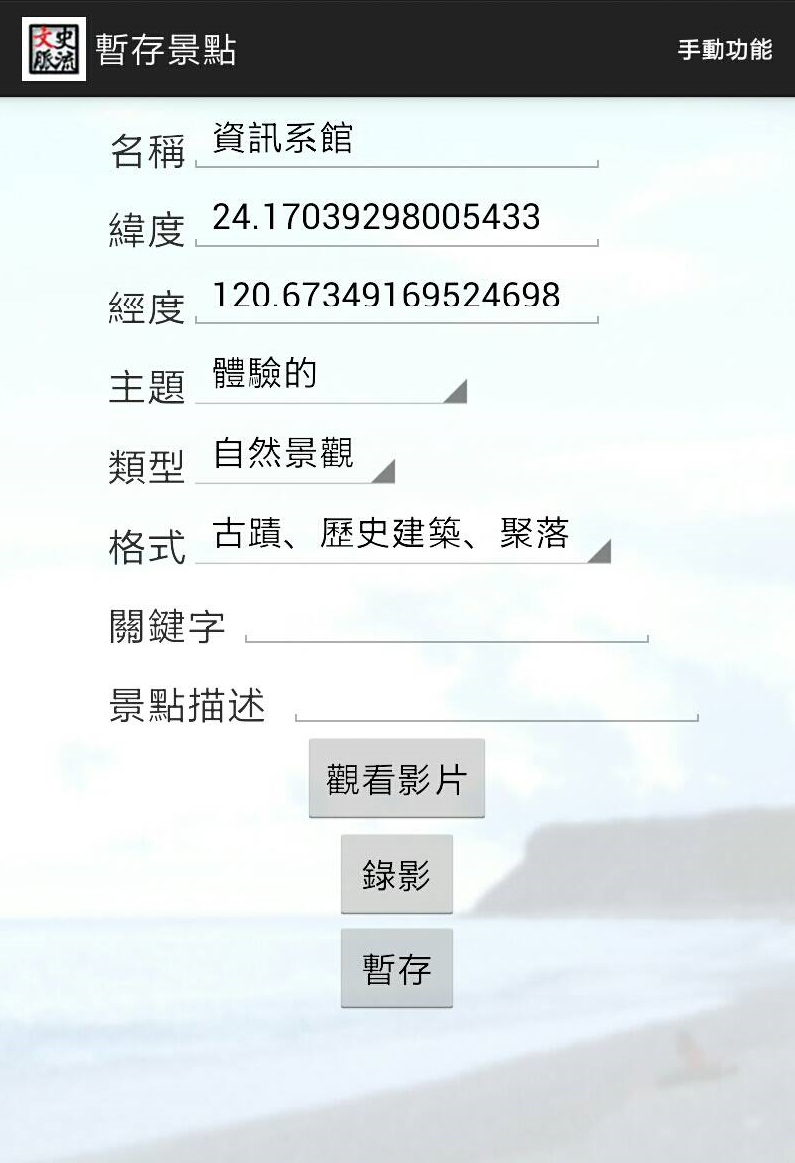 文史
脈流
暫存景點
手動功能
名稱 資訊系館
緯度 24.17039298005433
經度 120.67349169524698
主題 體驗的
類型 自然景觀
格式 古蹟、歷史建築、聚落
關鍵字
景點描述
觀看影片
錄影
暫存